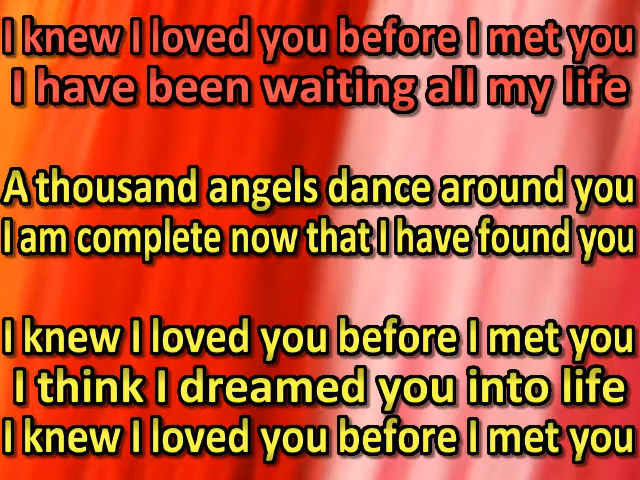 I knew I loved you before I met you
I have been waiting all my life
A thousand angels dance around you
I am complete now that I have found you
I knew I loved you before I met you
I think I dreamed you into life
I knew I loved you before I met you